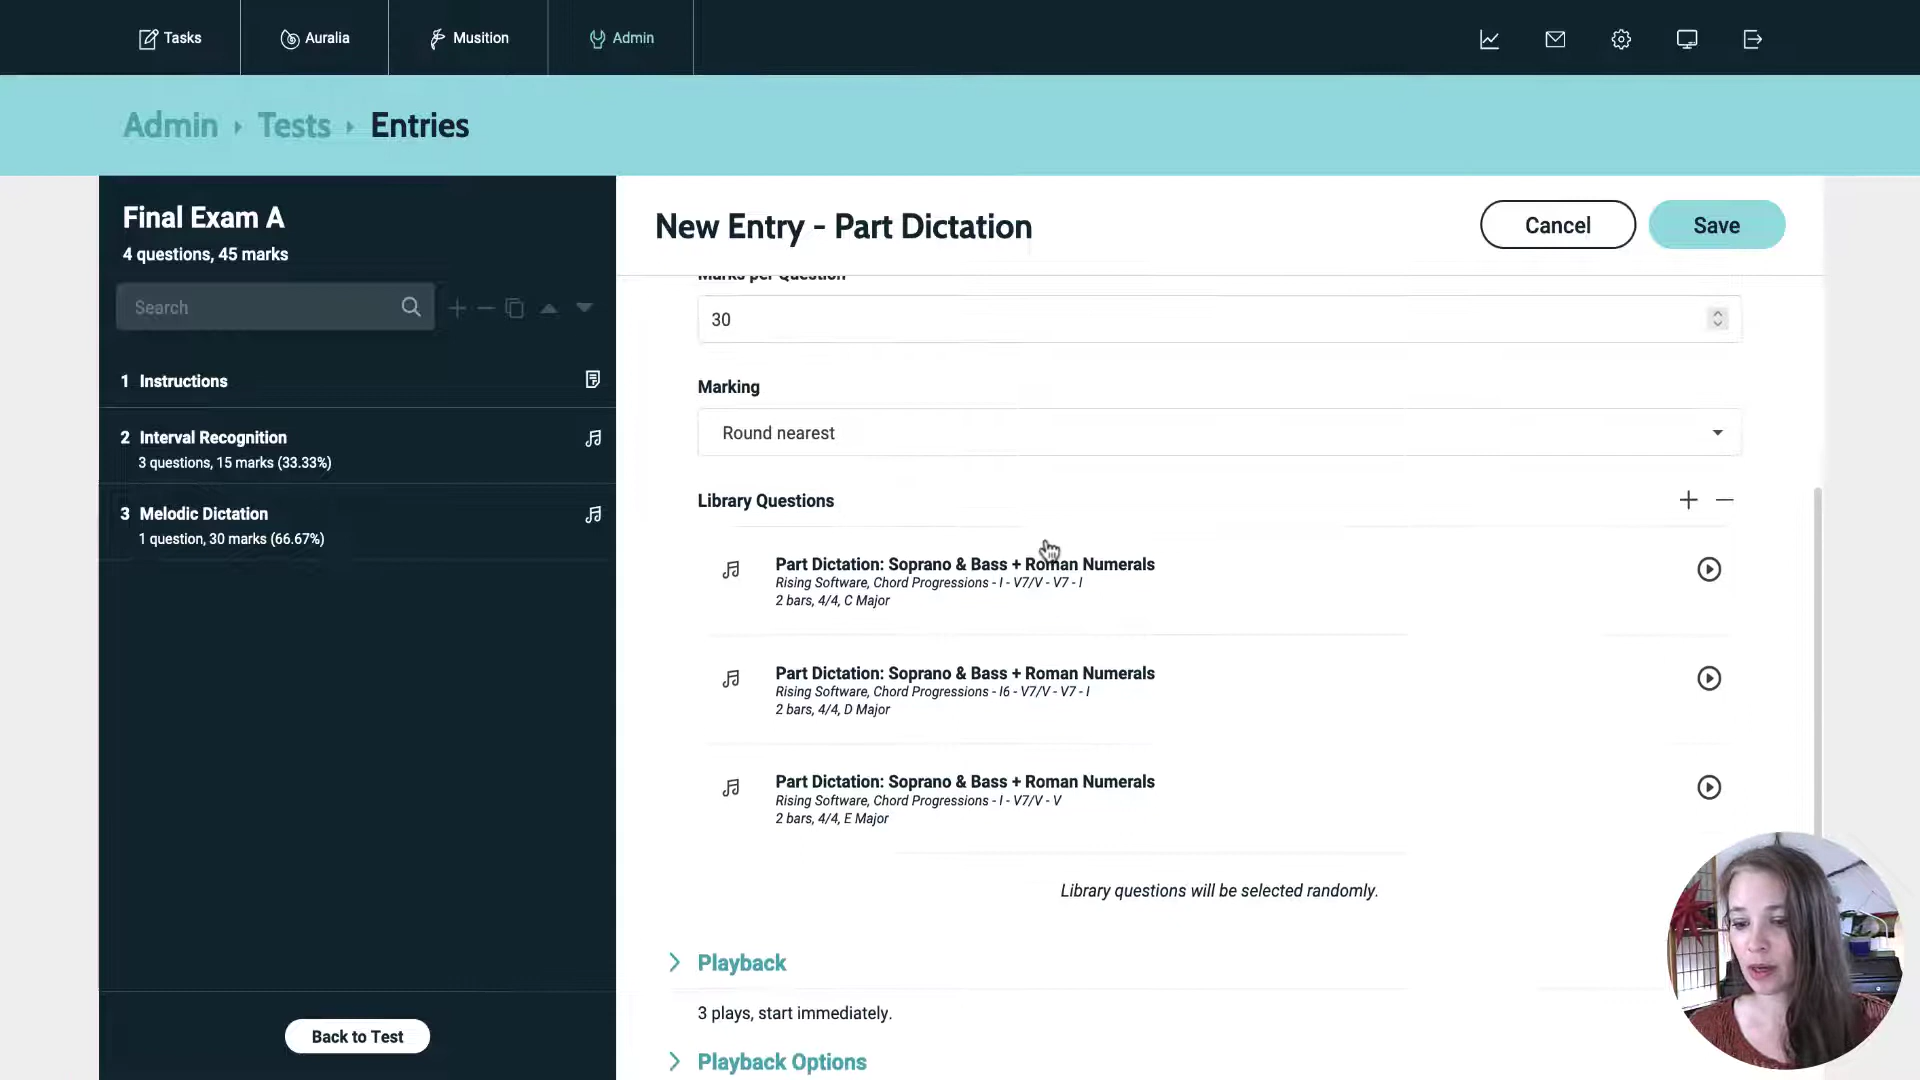 Tasks
Auralia
Musition
Admin
Admin
Tests
Entries
Final Exam A
4 questions, 45 marks
Search
1 Instructions
2 Interval Recognition
3 questions, 15 marks (33.33%)
3 Melodic Dictation
1 question, 30 marks (66.67%)
Back to Test
New Entry - Part Dictation
Cancel
Save
Marks per Question
30
Marking
Round nearest
Library Questions
Part Dictation: Soprano & Bass + Roman Numerals
Rising Software, Chord Progressions - I - V7/V - V7 - I
2 bars, 4/4, C Major
Part Dictation: Soprano & Bass + Roman Numerals
Rising Software, Chord Progressions - I6 - V7/V - V7 - I
2 bars, 4/4, D Major
Part Dictation: Soprano & Bass + Roman Numerals
Rising Software, Chord Progressions - I - V7/V - V
2 bars, 4/4, E Major
Library questions will be selected randomly.
Playback
3 plays, start immediately.
Playback Options